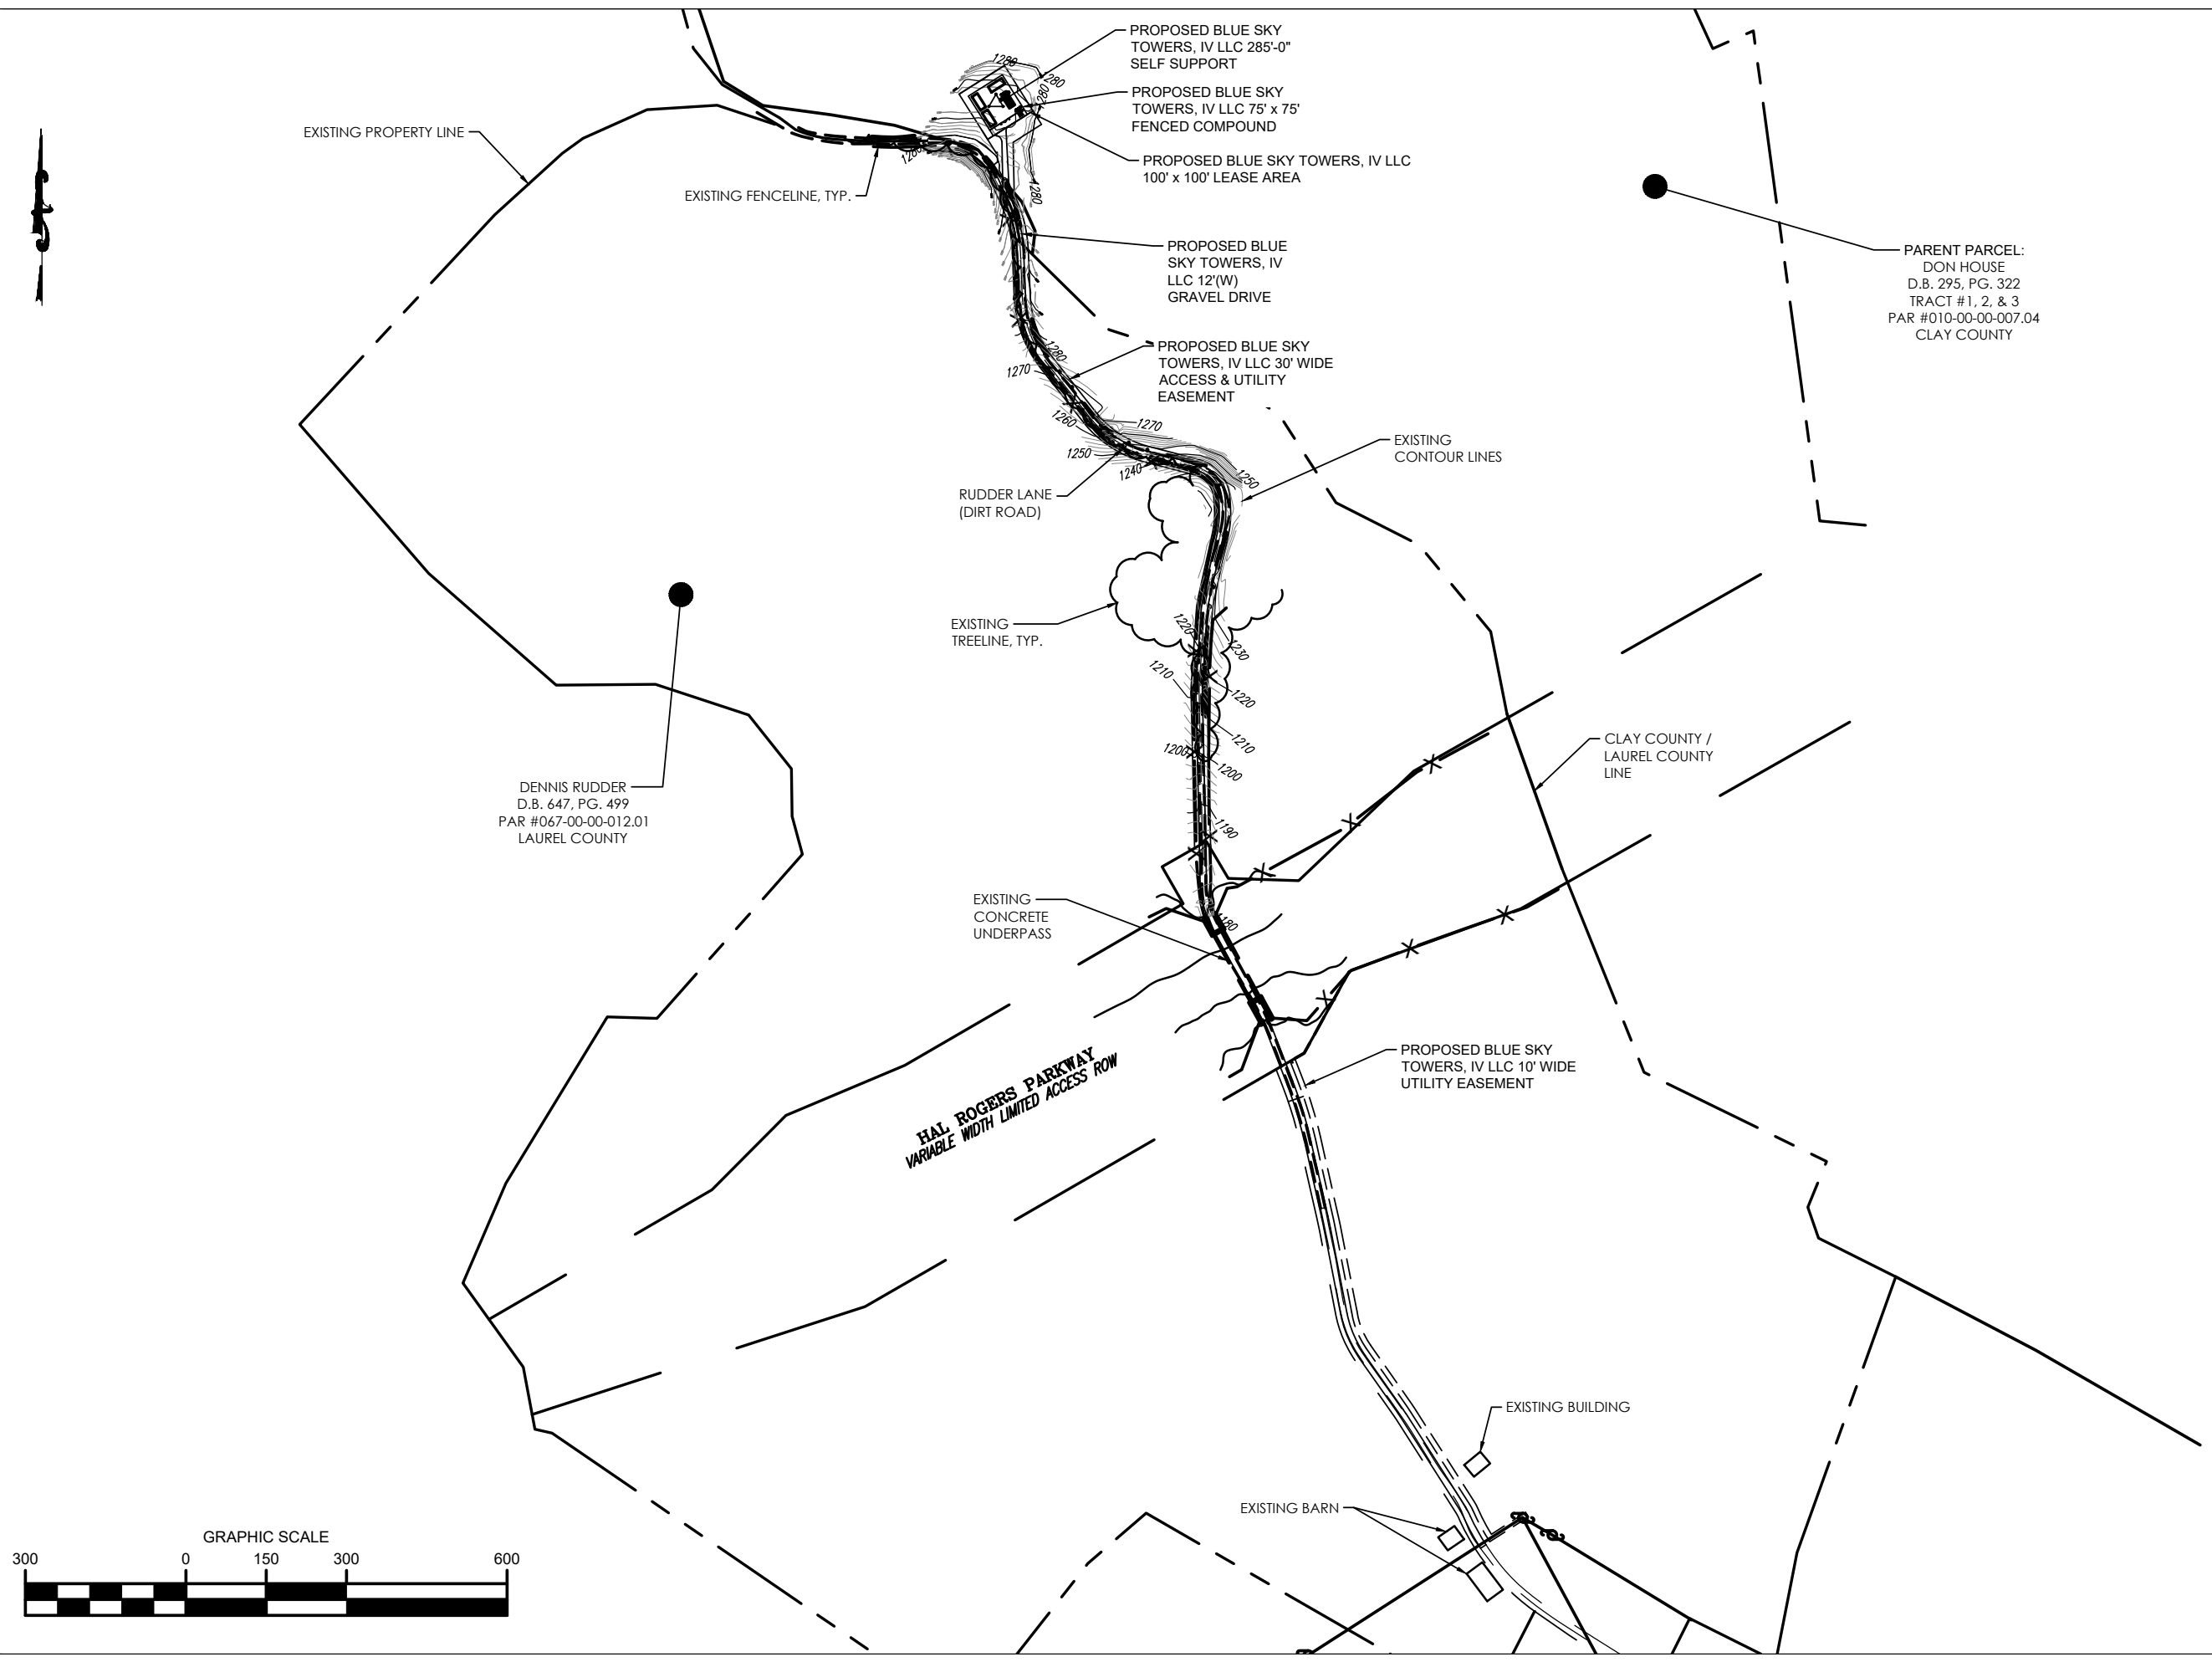 PROPOSED BLUE SKY
TOWERS, IV LLC 285'-0"
SELF SUPPORT
PROPOSED BLUE SKY
TOWERS, IV LLC 75' x 75'
FENCED COMPOUND
PROPOSED BLUE SKY TOWERS, IV LLC
100' x 100' LEASE AREA
EXISTING PROPERTY LINE
EXISTING FENCELINE, TYP.
1280
1280
1280
1280
1280
PROPOSED BLUE
SKY TOWERS, IV
LLC 12'(W)
GRAVEL DRIVE
PARENT PARCEL:
DON HOUSE
D.B. 295, PG. 322
TRACT #1, 2, & 3
PAR #010-00-00-007.04
CLAY COUNTY
PROPOSED BLUE SKY
TOWERS, IV LLC 30' WIDE
ACCESS & UTILITY
EASEMENT
1280
1270
1260
1270
1250
1240
1250
EXISTING
CONTOUR LINES
RUDDER LANE
(DIRT ROAD)
EXISTING
TREELINE, TYP.
1220
1230
1210
1220
1210
1200
1200
1190
1180
CLAY COUNTY /
LAUREL COUNTY
LINE
DENNIS RUDDER
D.B. 647, PG. 499
PAR #067-00-00-012.01
LAUREL COUNTY
EXISTING
CONCRETE
UNDERPASS
HAL ROGERS PARKWAY
VARIABLE WIDTH LIMITED ACCESS ROW
PROPOSED BLUE SKY
TOWERS, IV LLC 10' WIDE
UTILITY EASEMENT
EXISTING BUILDING
EXISTING BARN
GRAPHIC SCALE
300 0 150 300 600